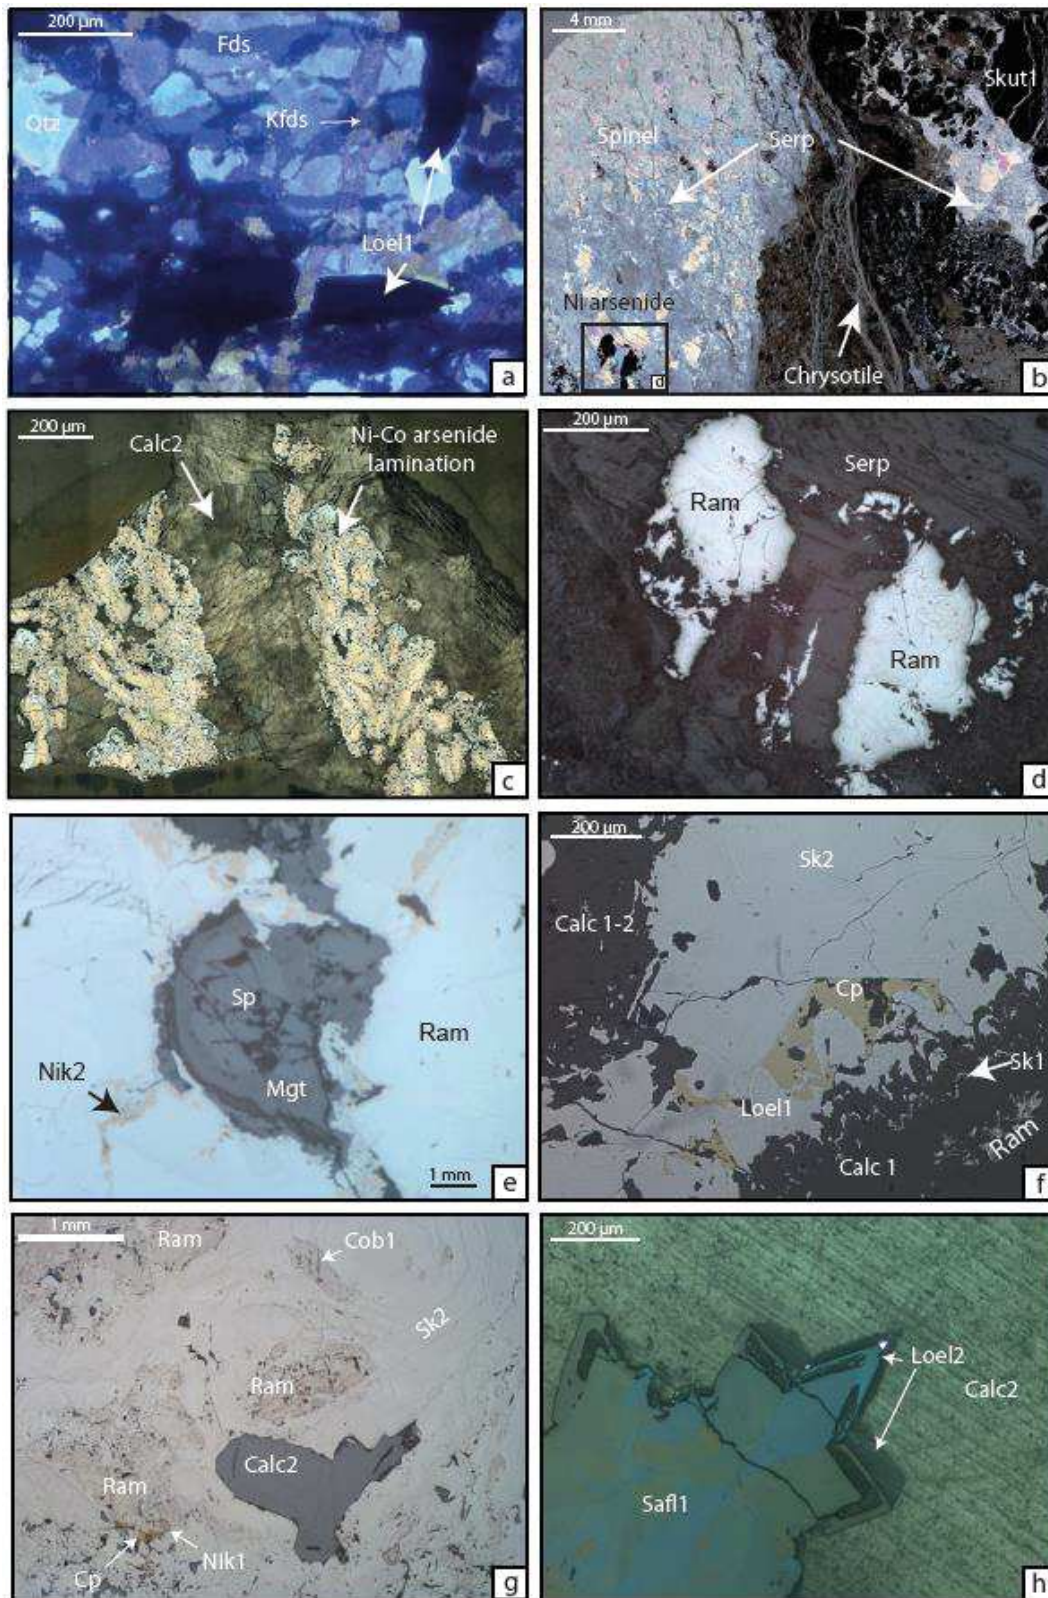 200 µm
Fds
Qtz
Kfds
Loel1
a
4 mm
Skut1
Spinel
Serp
Ni arsenide
d
Chrysotile
b
200 µm
Calc2
Ni-Co arsenide
lamination
c
200 µm
Serp
Ram
Ram
d
Sp
Ram
Nik2
Mgt
1 mm
e
200 µm
Sk2
Calc 1-2
Cp
Sk1
Loel1
Ram
Calc 1
f
1 mm
Ram
Cob1
Sk2
Ram
Calc2
Ram
Cp
Nik1
g
200 µm
Loel2
Calc2
Safl1
h